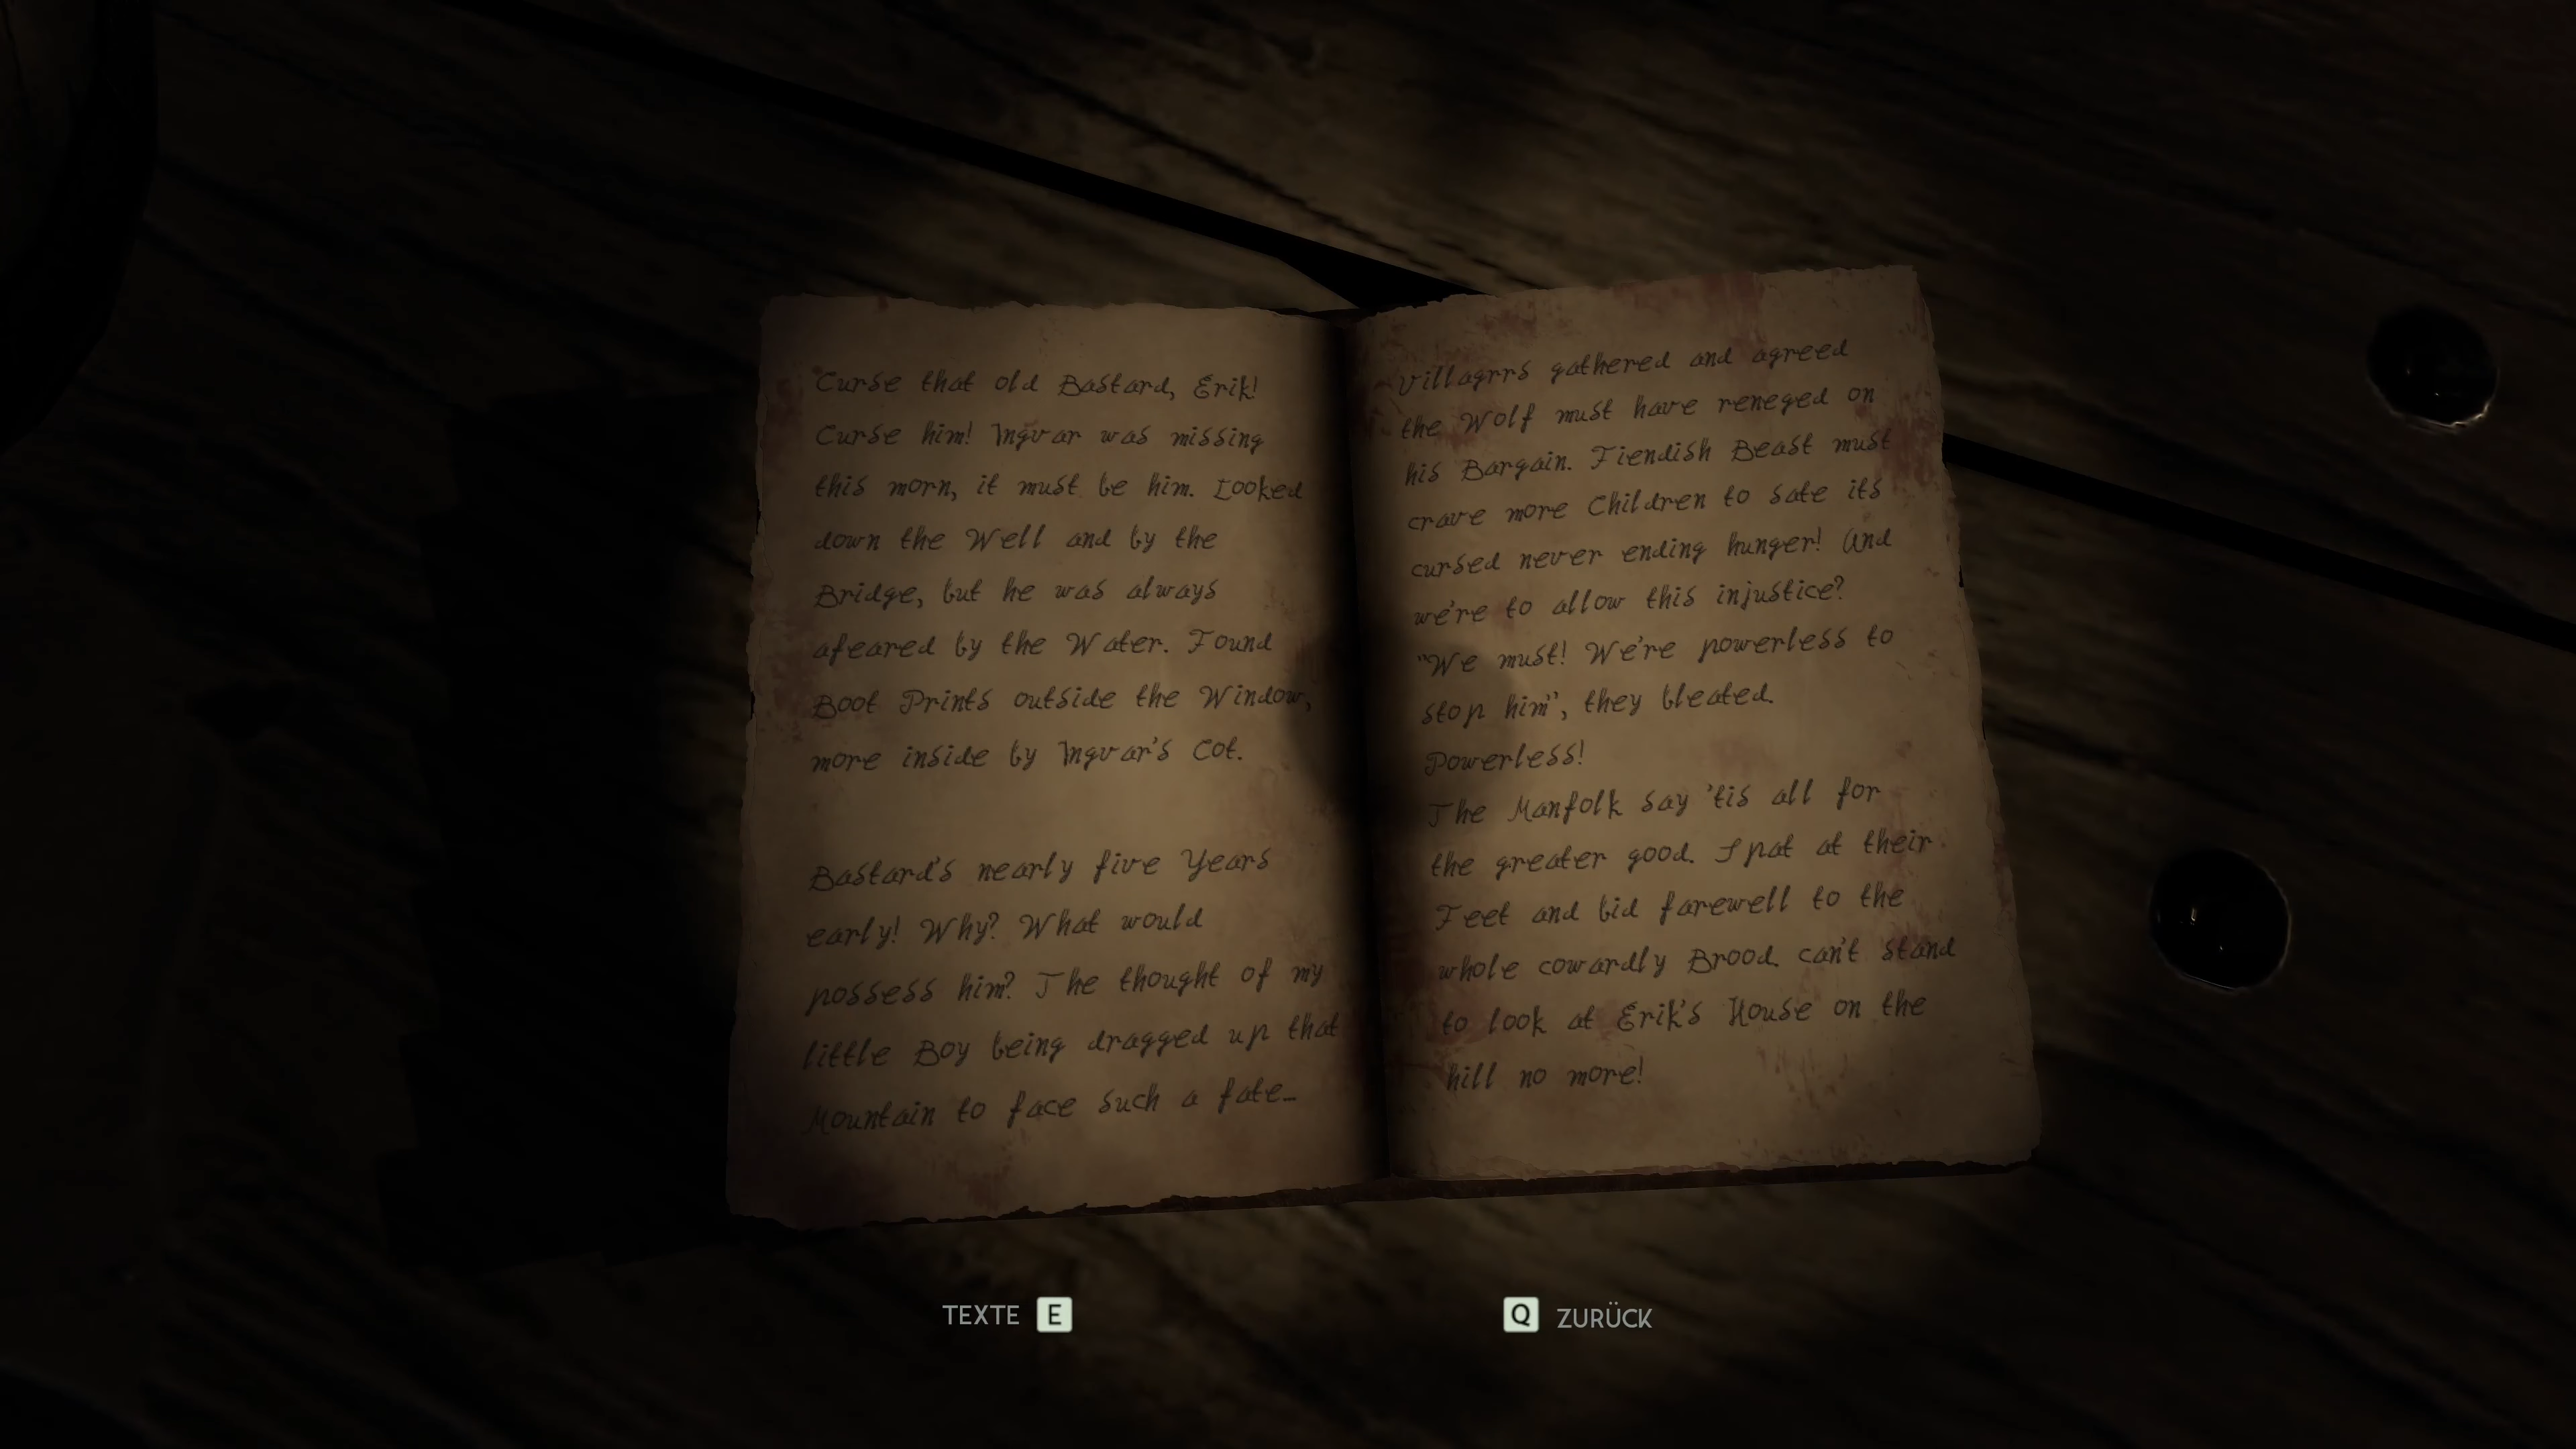 Curse that old Bastard, Erik!
Curse him! Ingvar was missing
this morn, it must be him. Looked
down the Well and by the
Bridge, but he was always
afeared by the Water. Found
Boot Prints outside the Window,
more inside by Ingvar's Cot.
Bastard's nearly five Years
early! Why? What would
possess him? The thought of my
little Boy being dragged up that
Mountain to face such a fate...
Villagrrs gathered and agreed
the Wolf must have reneged on
his Bargain. Fiendish Beast must
crave more Children to sate its
cursed never ending hunger! And
we're to allow this injustice?
"We must! We're powerless to
stop him", they bleated.
Powerless!
The Manfolk say 'tis all for
the greater good. I pat at their
Feet and bid farewell to the
whole cowardly Brood. can't stand
to look at Erik's House on the
hill no more!
TEXTE E
Q ZURÜCK